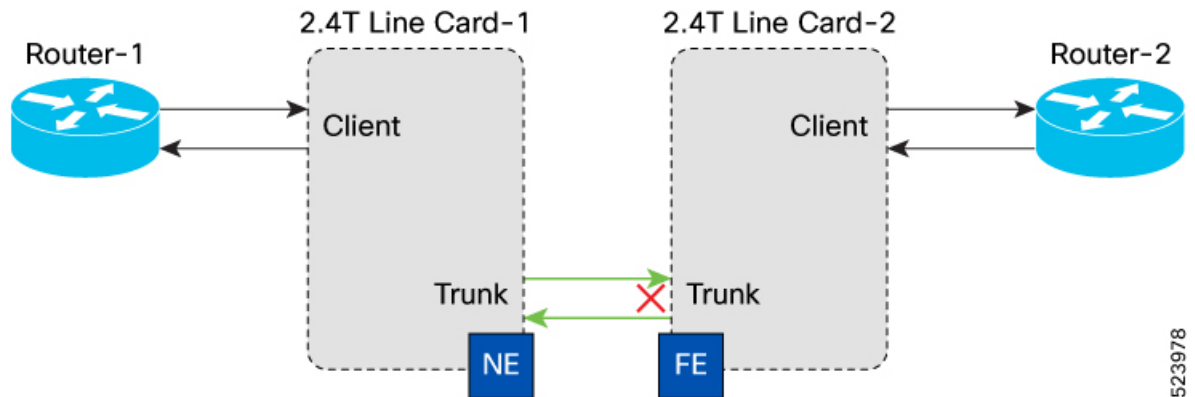 2.4T Line Card-1
2.4T Line Card-2
Router-1
Router-2
Client
Client
Trunk
Trunk
NE
FE
523978